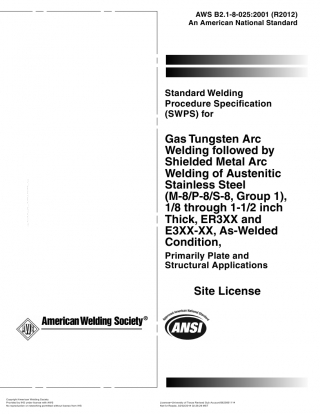 AWS B2.1-8-025:2001 (R2012)
An American National Standard
Standard Welding
Procedure Specification
(SWPS) for
Gas Tungsten Arc
Welding followed by
Shielded Metal Arc
Welding of Austenitic
Stainless Steel
(M-8/P-8/S-8, Group 1),
1/8 through 1-1/2 inch
Thick, ER3XX and
E3XX-XX, As-Welded
Condition,
Primarily Plate and
Structural Applications
Site License
American Welding Society®
ANSI